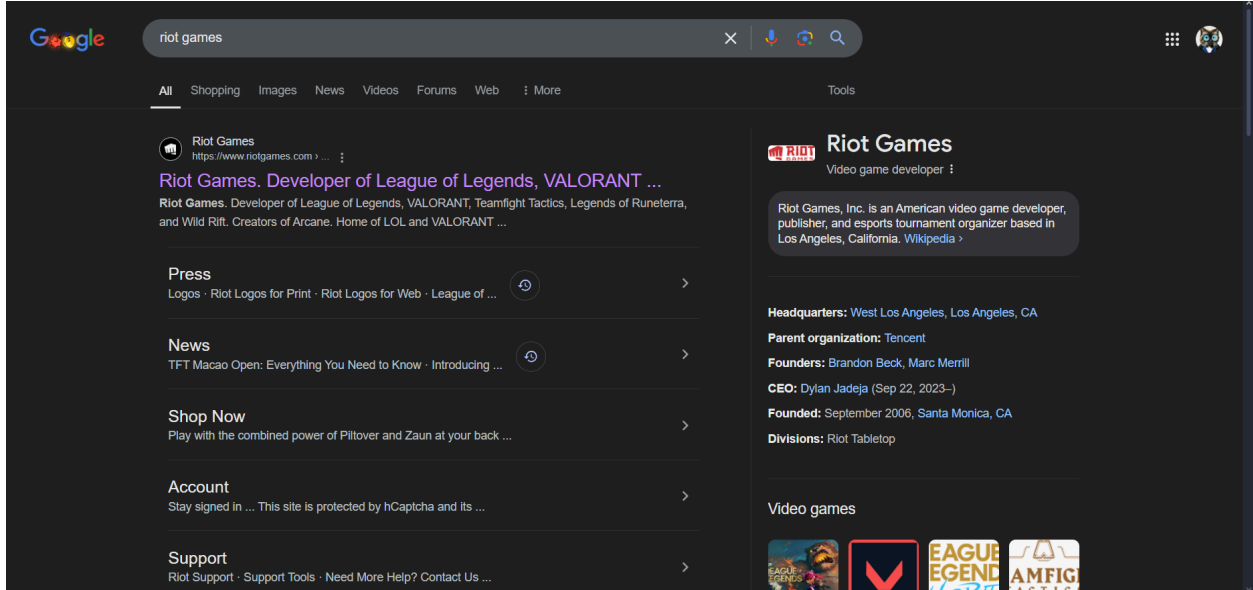 Google
riot games
All Shopping Images News Videos Forums Web More
Tools
Riot Games
https://www.riotgames.com › ...
Riot Games. Developer of League of Legends, VALORANT ...
Riot Games. Developer of League of Legends, VALORANT, Teamfight Tactics, Legends of Runeterra,
and Wild Rift. Creators of Arcane. Home of LOL and VALORANT ...
Press
Logos · Riot Logos for Print · Riot Logos for Web · League of ...
News
TFT Macao Open: Everything You Need to Know · Introducing ...
Shop Now
Play with the combined power of Piltover and Zaun at your back ...
Account
Stay signed in ... This site is protected by hCaptcha and its ...
Support
Riot Support · Support Tools · Need More Help? Contact Us ...
RIOT
GAMES
Riot Games
Video game developer
Riot Games, Inc. is an American video game developer,
publisher, and esports tournament organizer based in
Los Angeles, California. Wikipedia ›
Headquarters: West Los Angeles, Los Angeles, CA
Parent organization: Tencent
Founders: Brandon Beck, Marc Merrill
CEO: Dylan Jadeja (Sep 22, 2023–)
Founded: September 2006, Santa Monica, CA
Divisions: Riot Tabletop
Video games
EAGUE
EGENDS
EAGUE
EGEND
AMFIG